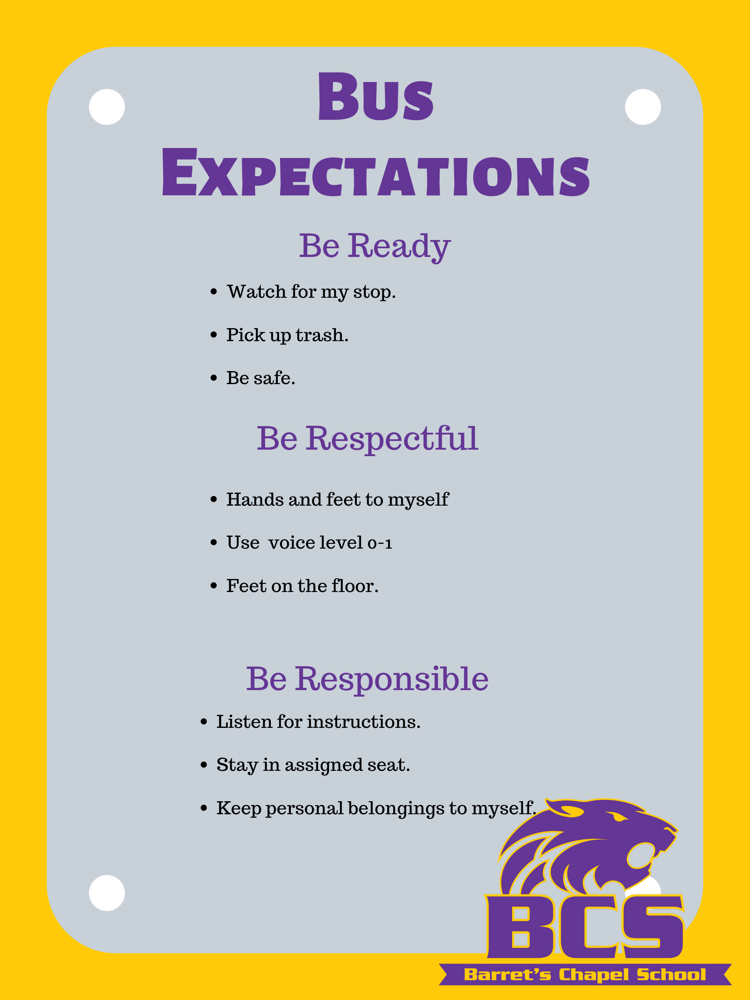 Bus
Expectations
Be Ready
• Watch for my stop.
• Pick up trash.
• Be safe.
Be Respectful
• Hands and feet to myself
• Use  voice level 0-1
• Feet on the floor.
Be Responsible
• Listen for instructions.
• Stay in assigned seat.
• Keep personal belongings to myself.
BCS
Barret's Chapel School